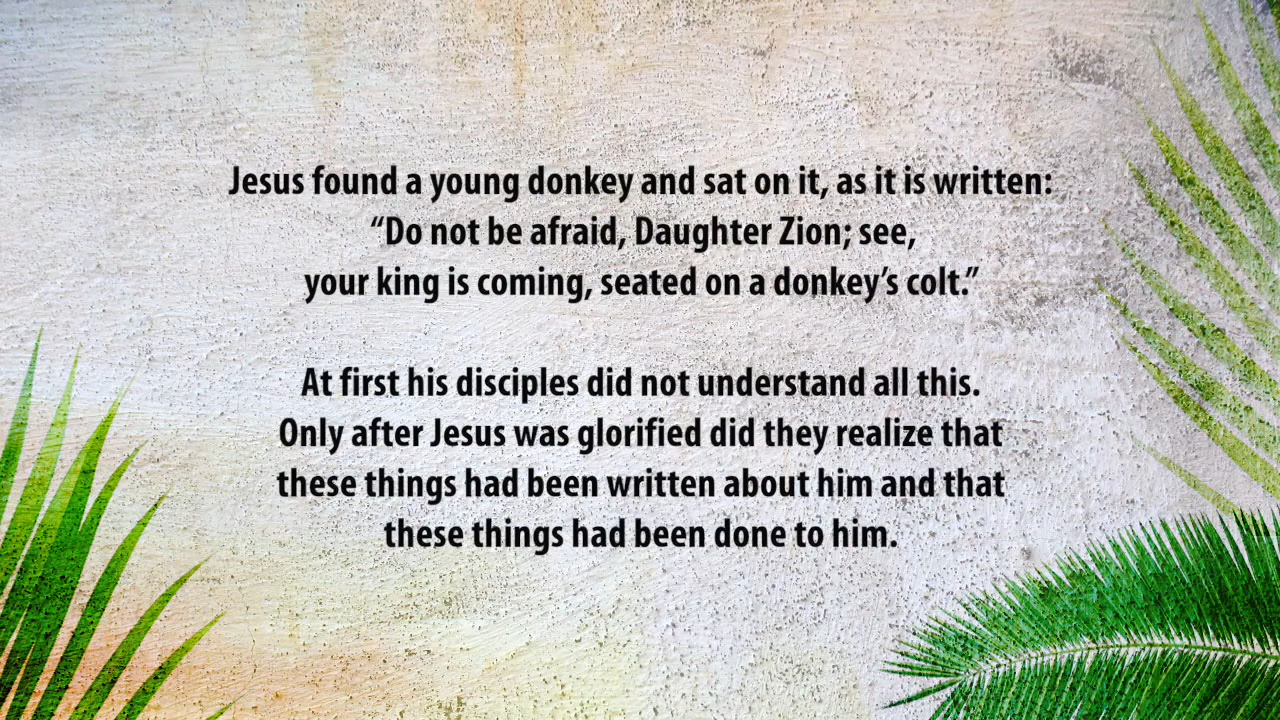 Jesus found a young donkey and sat on it, as it is written:
“Do not be afraid, Daughter Zion; see,
your king is coming, seated on a donkey’s colt.”
At first his disciples did not understand all this.
Only after Jesus was glorified did they realize that
these things had been written about him and that
these things had been done to him.